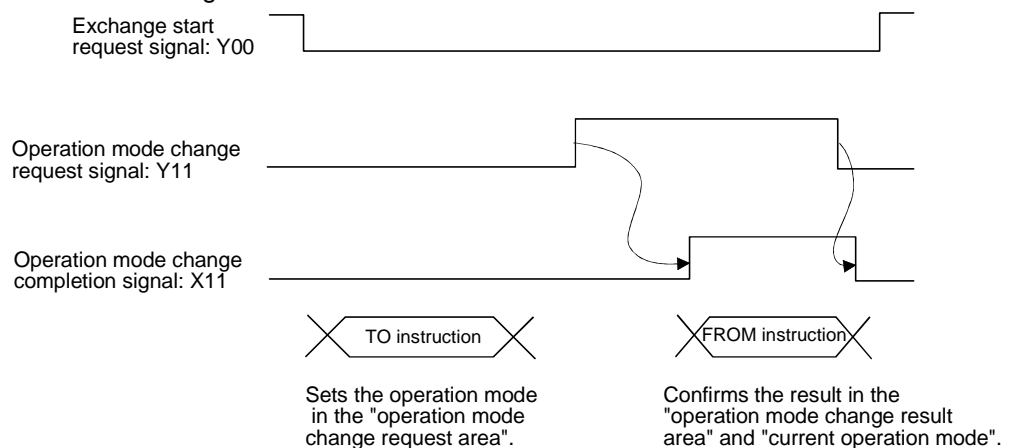 Exchange start
request signal: Y00
Operation mode change
request signal: Y11
Operation mode change
completion signal: X11
TO instruction
FROM instruction
Sets the operation mode
in the "operation mode
change request area".
Confirms the result in the
"operation mode change result
area" and "current operation mode".